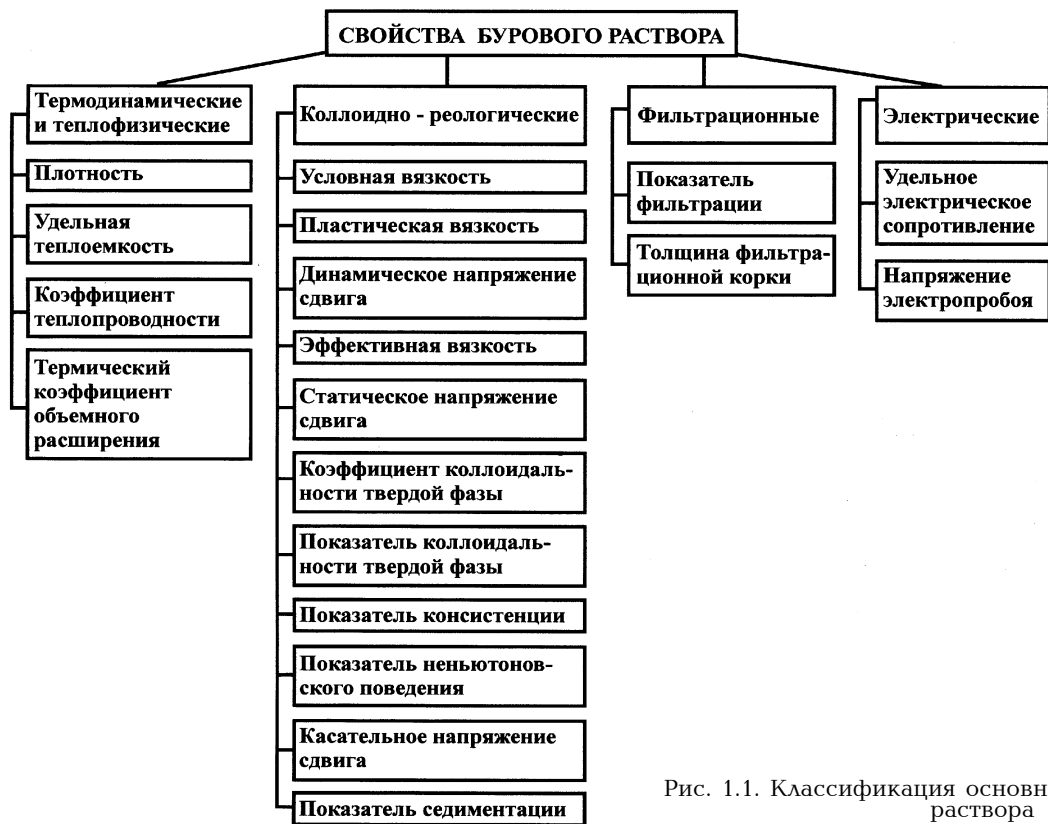 СВОЙСТВА БУРОВОГО РАСТВОРА
Термодинамические
и теплофизические
Плотность
Удельная
теплоемкость
Коэффициент
теплопроводности
Термический
коэффициент
объемного
расширения
Коллоидно - реологические
Условная вязкость
Пластическая вязкость
Динамическое напряжение
сдвига
Эффективная вязкость
Статическое напряжение
сдвига
Коэффициент коллоидаль-
ности твердой фазы
Показатель коллоидаль-
ности твердой фазы
Показатель консистенции
Показатель неньютонов-
ского поведения
Касательное напряжение
сдвига
Показатель седиментации
Фильтрационные
Показатель
фильтрации
Толщина фильтра-
ционной корки
Электрические
Удельное
электрическое
сопротивление
Напряжение
электропробоя
Рис. 1.1. Классификация основн
раствора